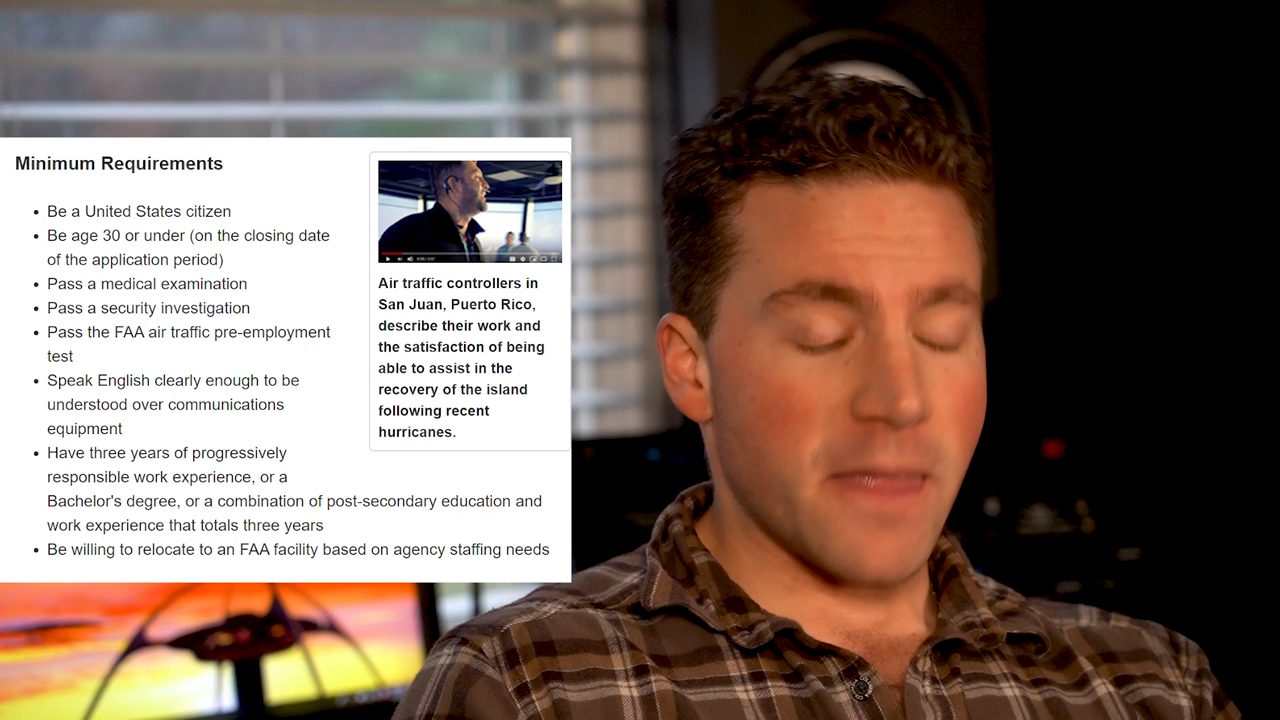 Minimum Requirements
• Be a United States citizen
• Be age 30 or under (on the closing date
of the application period)
• Pass a medical examination
• Pass a security investigation
• Pass the FAA air traffic pre-employment
test
• Speak English clearly enough to be
understood over communications
equipment
• Have three years of progressively
responsible work experience, or a
Bachelor's degree, or a combination of post-secondary education and
work experience that totals three years
• Be willing to relocate to an FAA facility based on agency staffing needs
Air traffic controllers in
San Juan, Puerto Rico,
describe their work and
the satisfaction of being
able to assist in the
recovery of the island
following recent
hurricanes.